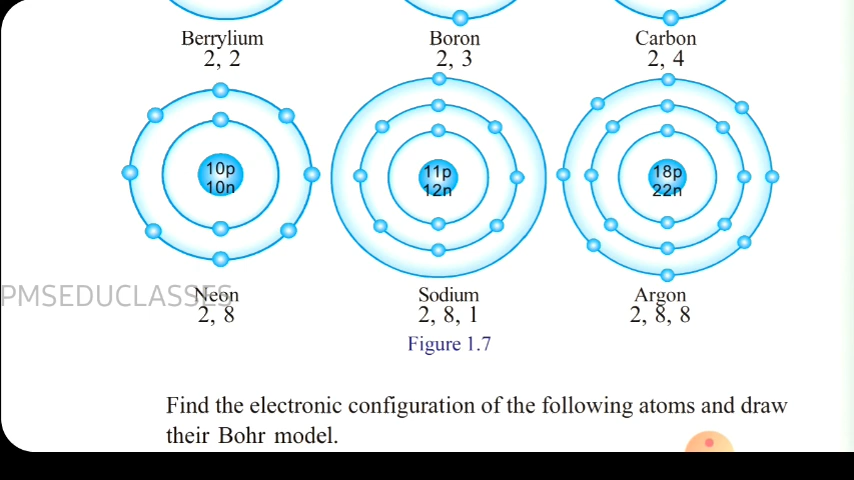 Berrylium Boron Carbon
2, 2 2, 3 2, 4
10p 11p 18p
10n 12n 22n
PMSEDUCLASSES
Neon Sodium Argon
2, 8 2, 8, 1 2, 8, 8
Figure 1.7
Find the electronic configuration of the following atoms and draw
their Bohr model.